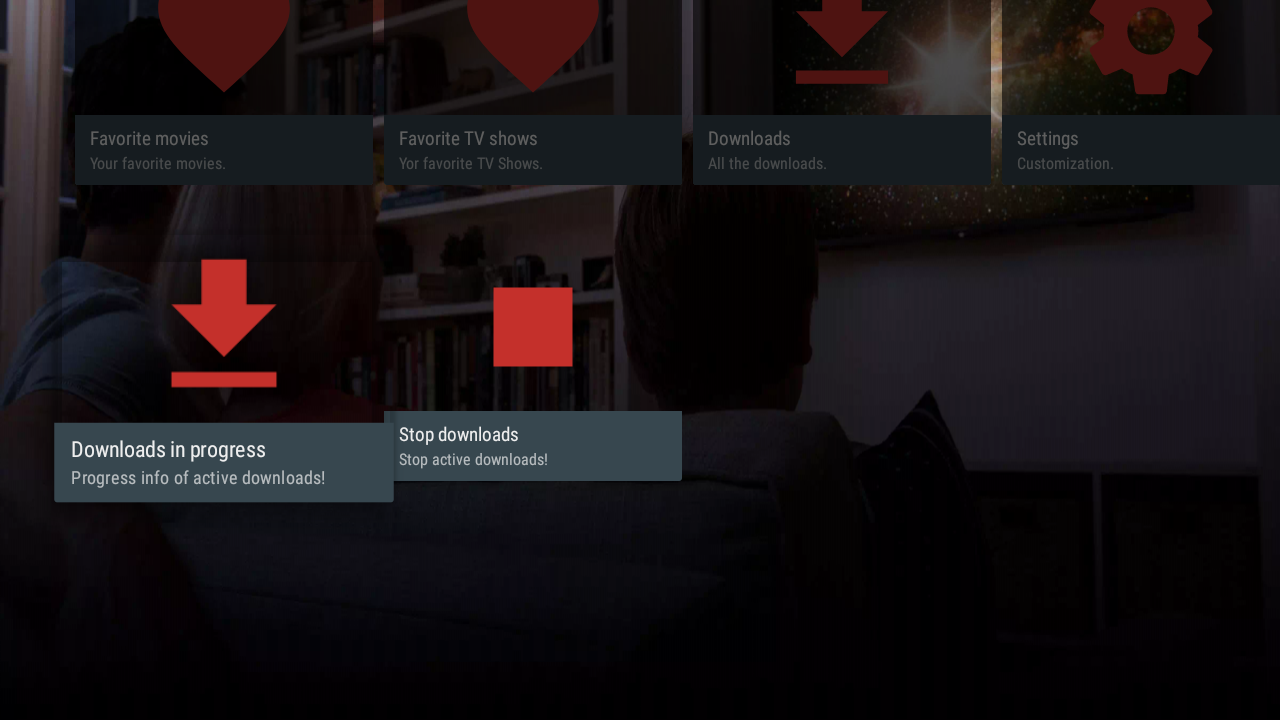 Favorite movies
Your favorite movies.
Favorite TV shows
Yor favorite TV Shows.
Downloads
All the downloads.
Settings
Customization.
Downloads in progress
Progress info of active downloads!
Stop downloads
Stop active downloads!